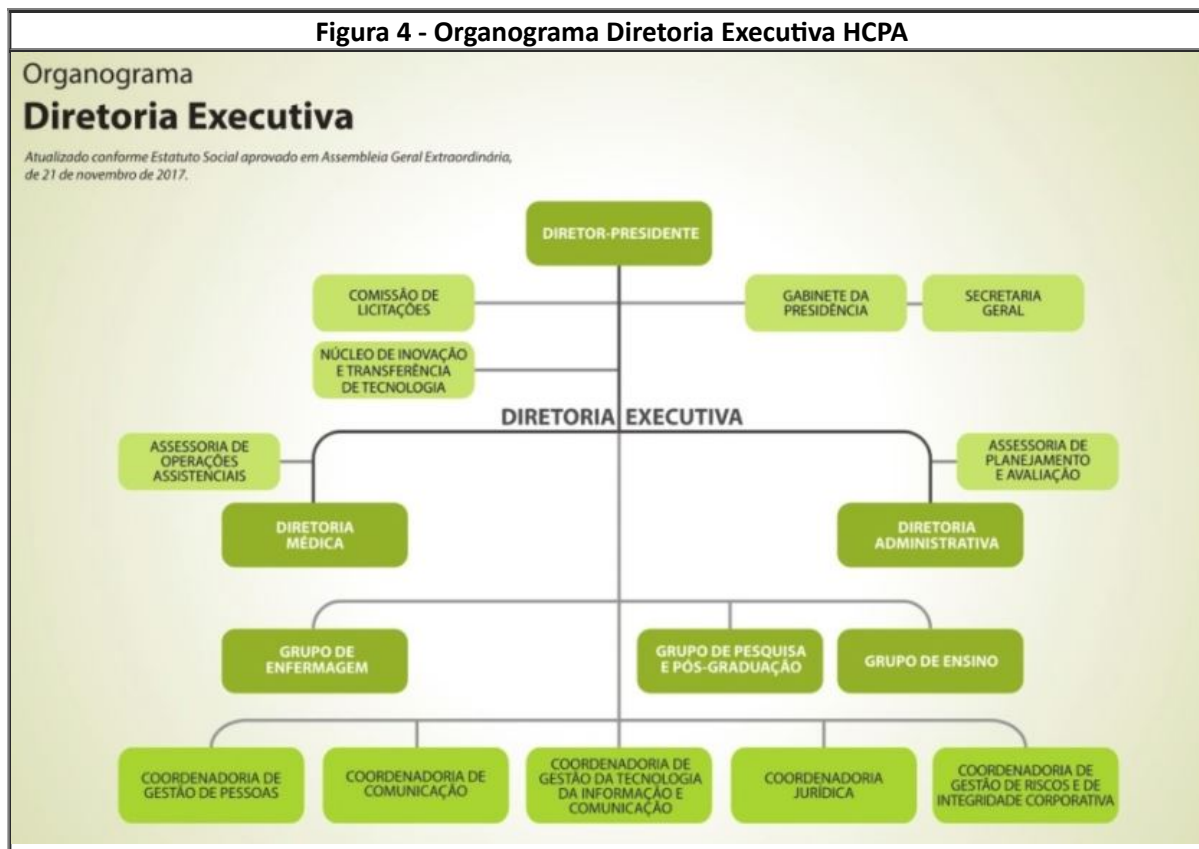 Figura 4 - Organograma Diretoria Executiva HCPA
Organograma
Diretoria Executiva
Atualizado conforme Estatuto Social aprovado em Assembleia Geral Extraordinária,
de 21 de novembro de 2017.
DIRETOR-PRESIDENTE
COMISSÃO DE
LICITAÇÕES
GABINETE DA
PRESIDÊNCIA
SECRETARIA
GERAL
NÚCLEO DE INOVAÇÃO
E TRANSFERÊNCIA
DE TECNOLOGIA
DIRETORIA EXECUTIVA
ASSESSORIA DE
OPERAÇÕES
ASSISTENCIAIS
ASSESSORIA DE
PLANEJAMENTO
E AVALIAÇÃO
DIRETORIA
MÉDICA
DIRETORIA
ADMINISTRATIVA
GRUPO DE
ENFERMAGEM
GRUPO DE PESQUISA
E PÓS-GRADUAÇÃO
GRUPO DE ENSINO
COORDENADORIA DE
GESTÃO DE PESSOAS
COORDENADORIA DE
COMUNICAÇÃO
COORDENADORIA DE
GESTÃO DA TECNOLOGIA
DA INFORMAÇÃO E
COMUNICAÇÃO
COORDENADORIA
JURÍDICA
COORDENADORIA DE
GESTÃO DE RISCOS E DE
INTEGRIDADE CORPORATIVA